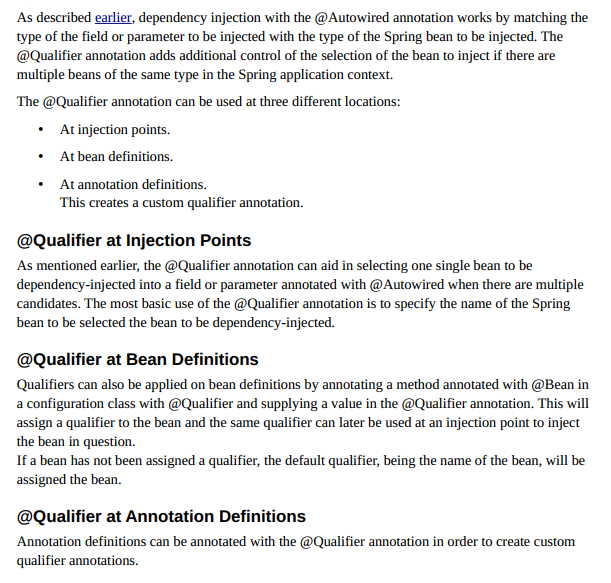 As described earlier, dependency injection with the @Autowired annotation works by matching the
type of the field or parameter to be injected with the type of the Spring bean to be injected. The
@Qualifier annotation adds additional control of the selection of the bean to inject if there are
multiple beans of the same type in the Spring application context.
The @Qualifier annotation can be used at three different locations:
• At injection points.
• At bean definitions.
• At annotation definitions.
This creates a custom qualifier annotation.
@Qualifier at Injection Points
As mentioned earlier, the @Qualifier annotation can aid in selecting one single bean to be
dependency-injected into a field or parameter annotated with @Autowired when there are multiple
candidates. The most basic use of the @Qualifier annotation is to specify the name of the Spring
bean to be selected the bean to be dependency-injected.
@Qualifier at Bean Definitions
Qualifiers can also be applied on bean definitions by annotating a method annotated with @Bean in
a configuration class with @Qualifier and supplying a value in the @Qualifier annotation. This will
assign a qualifier to the bean and the same qualifier can later be used at an injection point to inject
the bean in question.
If a bean has not been assigned a qualifier, the default qualifier, being the name of the bean, will be
assigned the bean.
@Qualifier at Annotation Definitions
Annotation definitions can be annotated with the @Qualifier annotation in order to create custom
qualifier annotations.